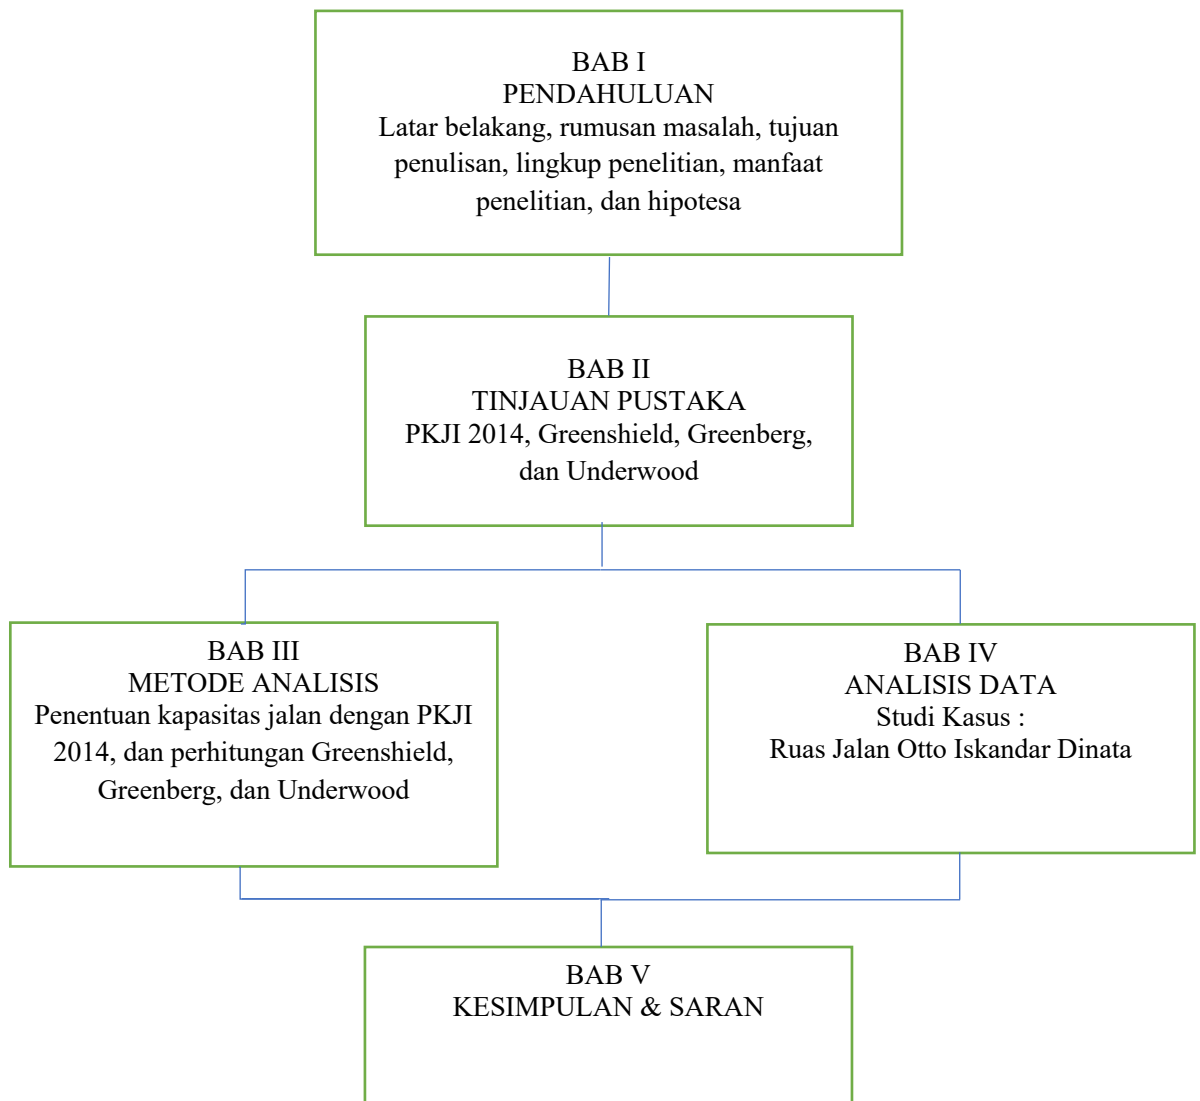 BAB I
PENDAHULUAN
Latar belakang, rumusan masalah, tujuan
penulisan, lingkup penelitian, manfaat
penelitian, dan hipotesa
BAB II
TINJAUAN PUSTAKA
PKJI 2014, Greenshield, Greenberg,
dan Underwood
BAB III
METODE ANALISIS
Penentuan kapasitas jalan dengan PKJI
2014, dan perhitungan Greenshield,
Greenberg, dan Underwood
BAB IV
ANALISIS DATA
Studi Kasus :
Ruas Jalan Otto Iskandar Dinata
BAB V
KESIMPULAN & SARAN